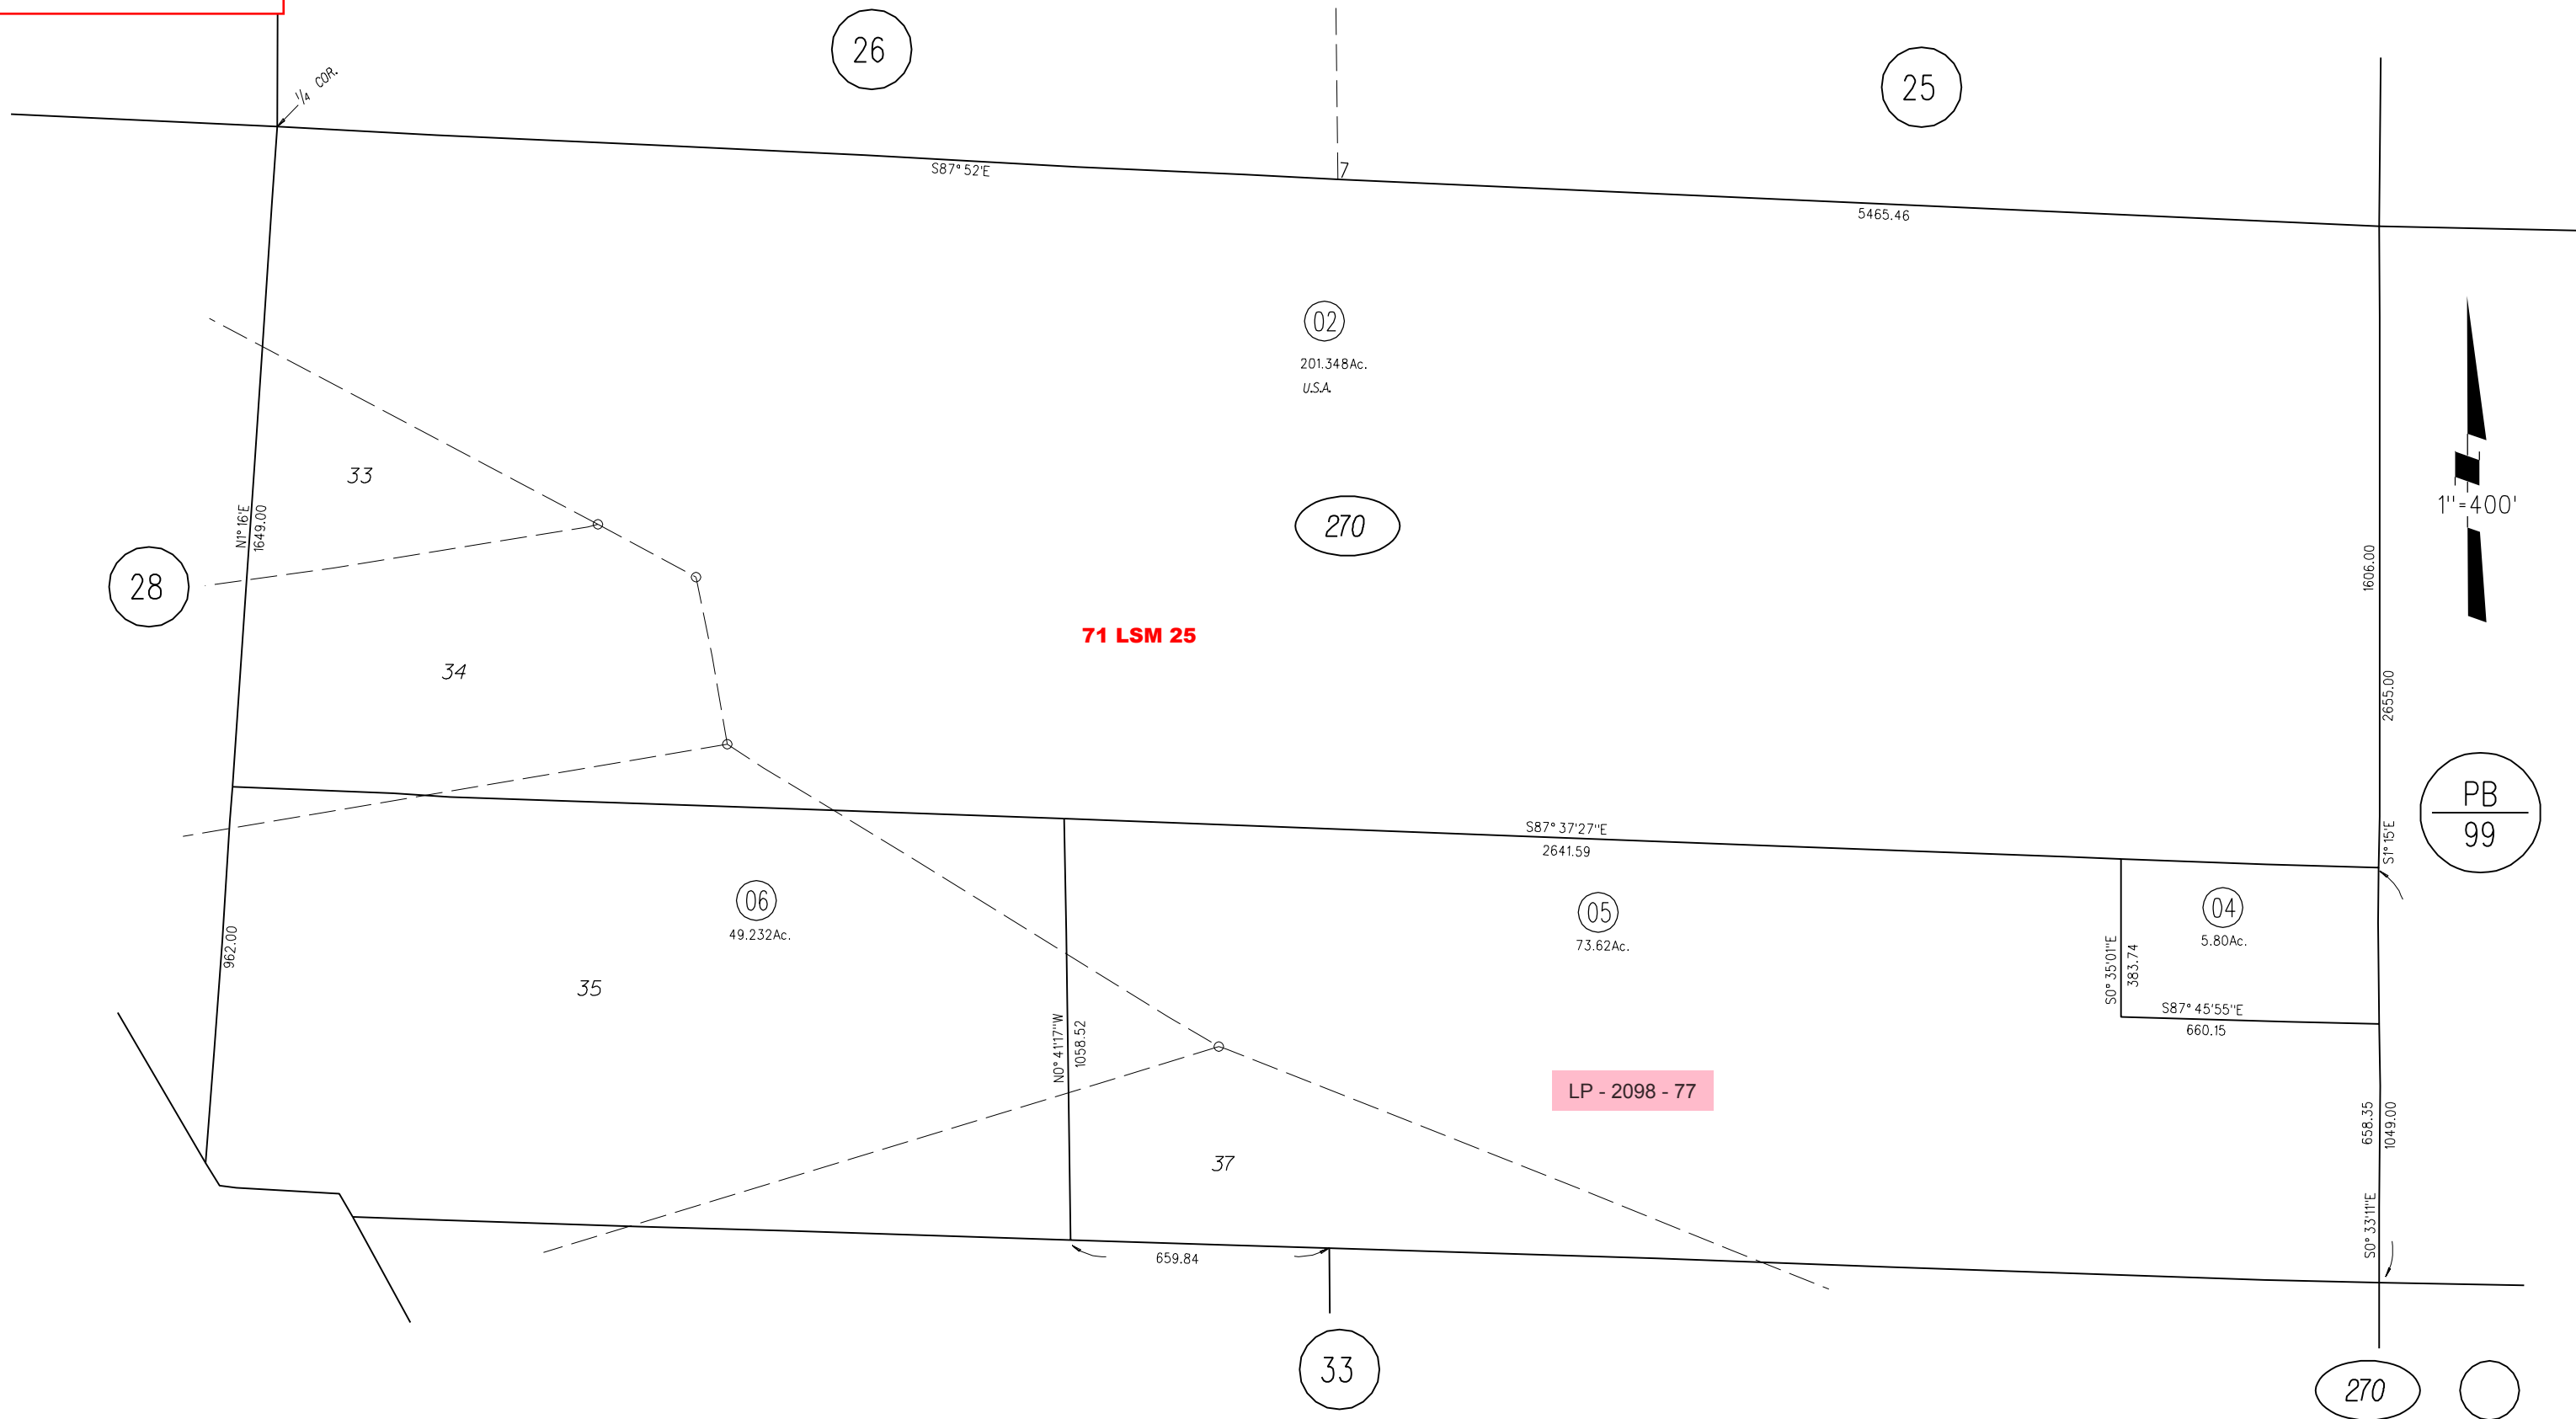 26
25
1/4 COR.
S87°52'E
7
5465.46
02
201.348Ac.
U.S.A.
33
270
1"=400'
N1°16'E
1649.00
1606.00
28
71 LSM 25
34
2655.00
PB
99
S87°37'27"E
2641.59
S1°15'E
06
49.232Ac.
05
73.62Ac.
04
5.80Ac.
962.00
S0°35'01"E
383.74
35
S87°45'55"E
660.15
N0°41'17"W
1058.52
LP - 2098 - 77
658.35
1049.00
37
S0°33'11"E
659.84
33
270